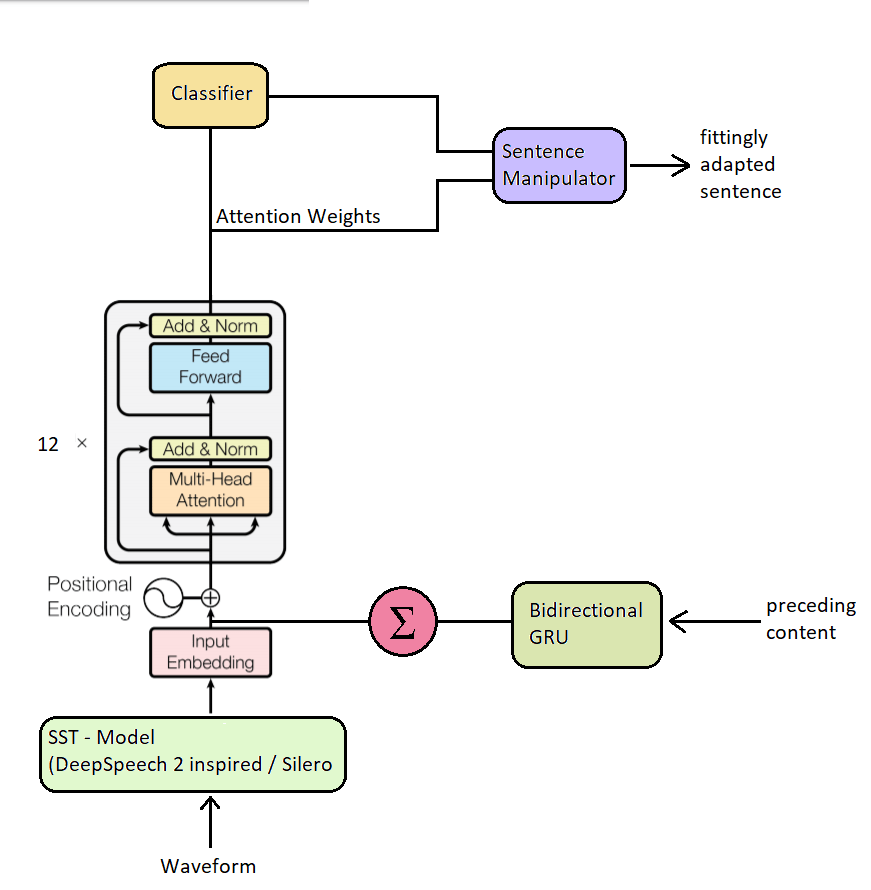 Classifier
Sentence
Manipulator
fittingly
adapted
sentence
Attention Weights
Add & Norm
Feed
Forward
12 ×
Add & Norm
Multi-Head
Attention
Positional
Encoding
Σ
Bidirectional
GRU
preceding
content
Input
Embedding
SST - Model
(DeepSpeech 2 inspired / Silero
Waveform